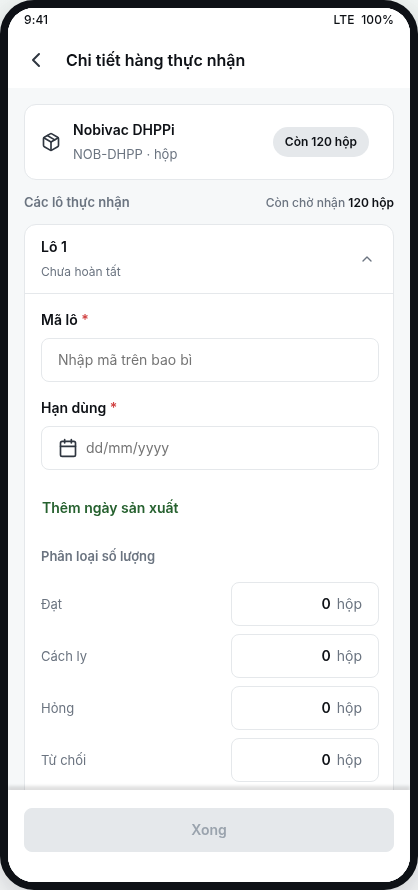 9:41
LTE 100%
Chi tiết hàng thực nhận
Nobivac DHPPi
NOB-DHPP · hộp
Còn 120 hộp
Các lô thực nhận
Còn chờ nhận 120 hộp
Lô 1
Chưa hoàn tất
Mã lô *
Nhập mã trên bao bì
Hạn dùng *
dd/mm/yyyy
Thêm ngày sản xuất
Phân loại số lượng
Đạt
0 hộp
Cách ly
0 hộp
Hỏng
0 hộp
Từ chối
0 hộp
Xong